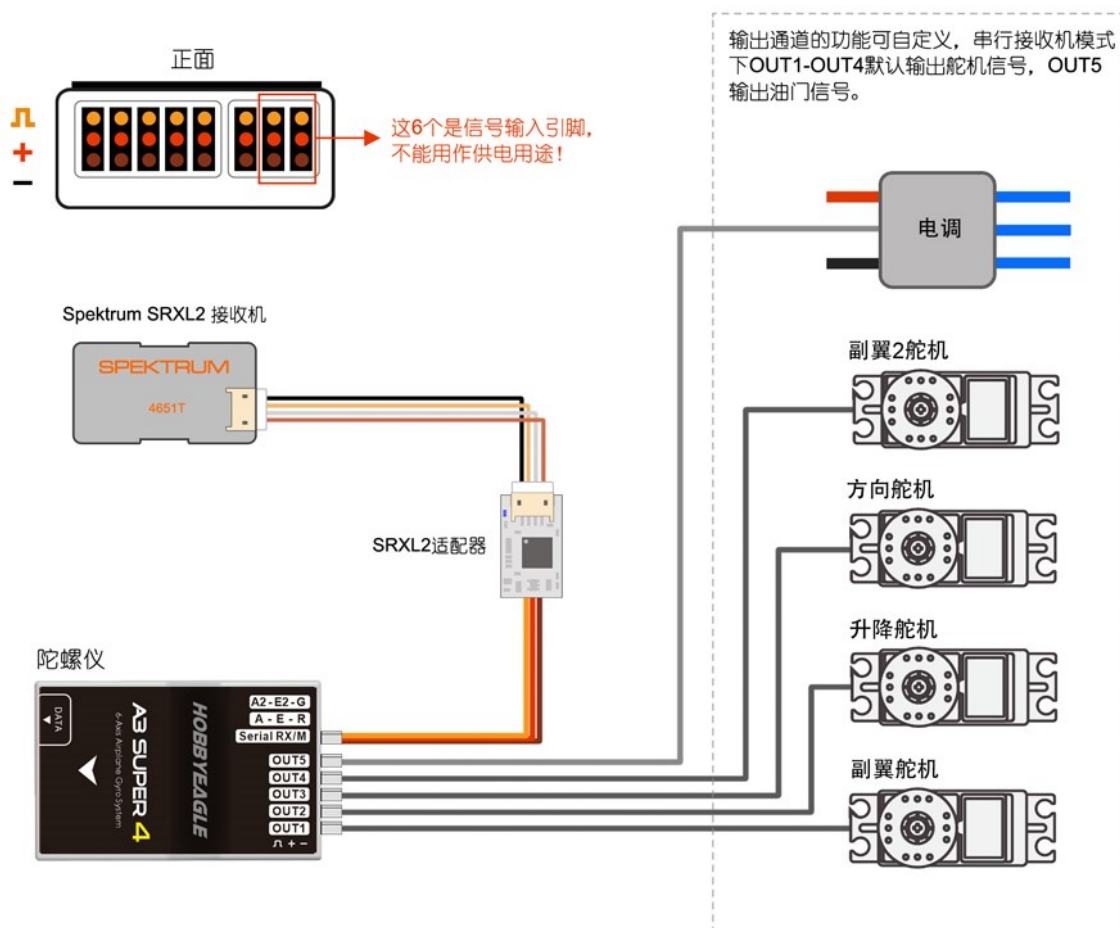 正面
+
−
这6个是信号输入引脚，
不能用作供电用途！
输出通道的功能可自定义，串行接收机模式
下OUT1-OUT4默认输出舵机信号，OUT5
输出油门信号。
电调
Spektrum SRXL2 接收机
SPEKTRUM
4651T
SRXL2适配器
副翼2舵机
方向舵机
升降舵机
副翼舵机
陀螺仪
DATA
A3 SUPER 4
6-Axis Airplane Gyro System
HOBBYEAGLE
A2-E2-G
A-E-R
Serial RX/M
OUT5
OUT4
OUT3
OUT2
OUT1
+ −